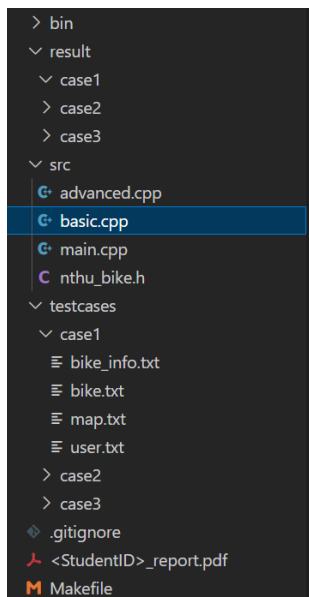 bin
result
case1
case2
case3
src
advanced.cpp
basic.cpp
main.cpp
C nthu_bike.h
testcases
case1
bike_info.txt
bike.txt
map.txt
user.txt
case2
case3
.gitignore
<StudentID>_report.pdf
M Makefile